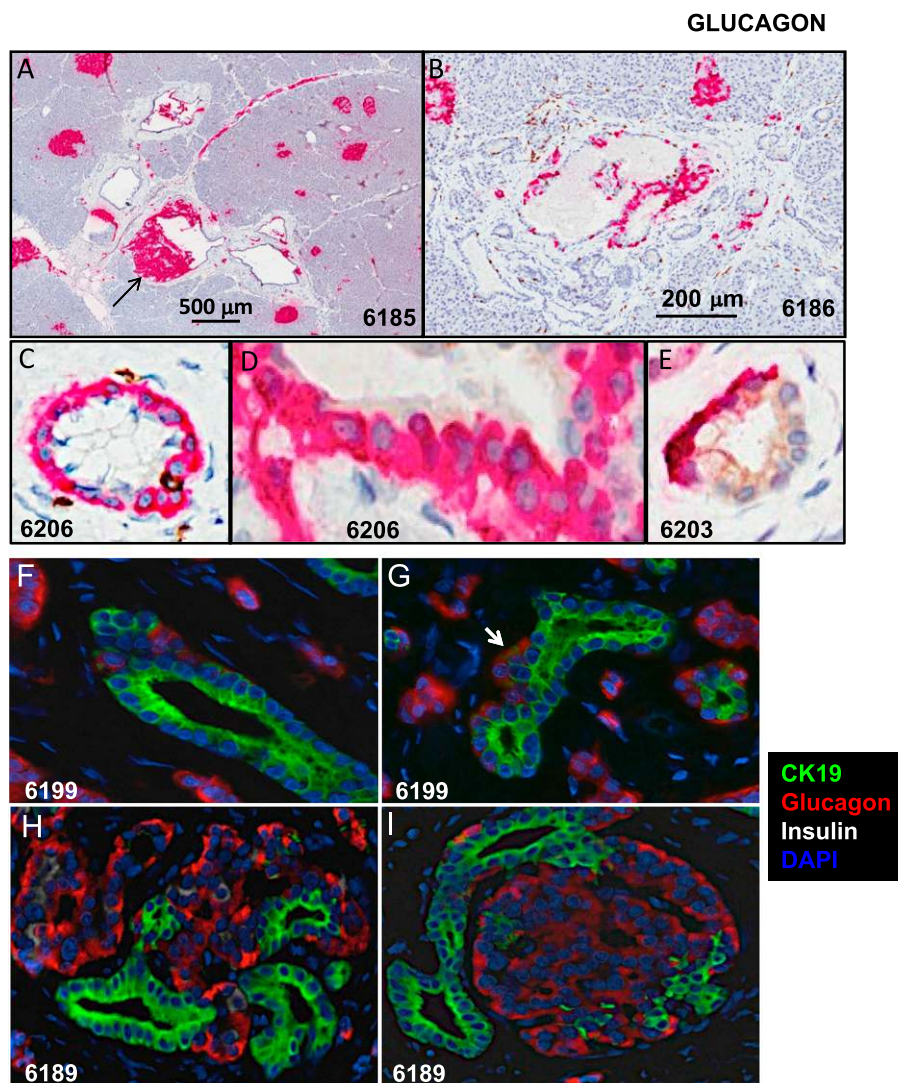 GLUCAGON
A
B
500 µm
6185
200 µm
6186
C
D
E
6206
6206
6203
F
G
6199
6199
CK19
Glucagon
Insulin
DAPI
H
I
6189
6189